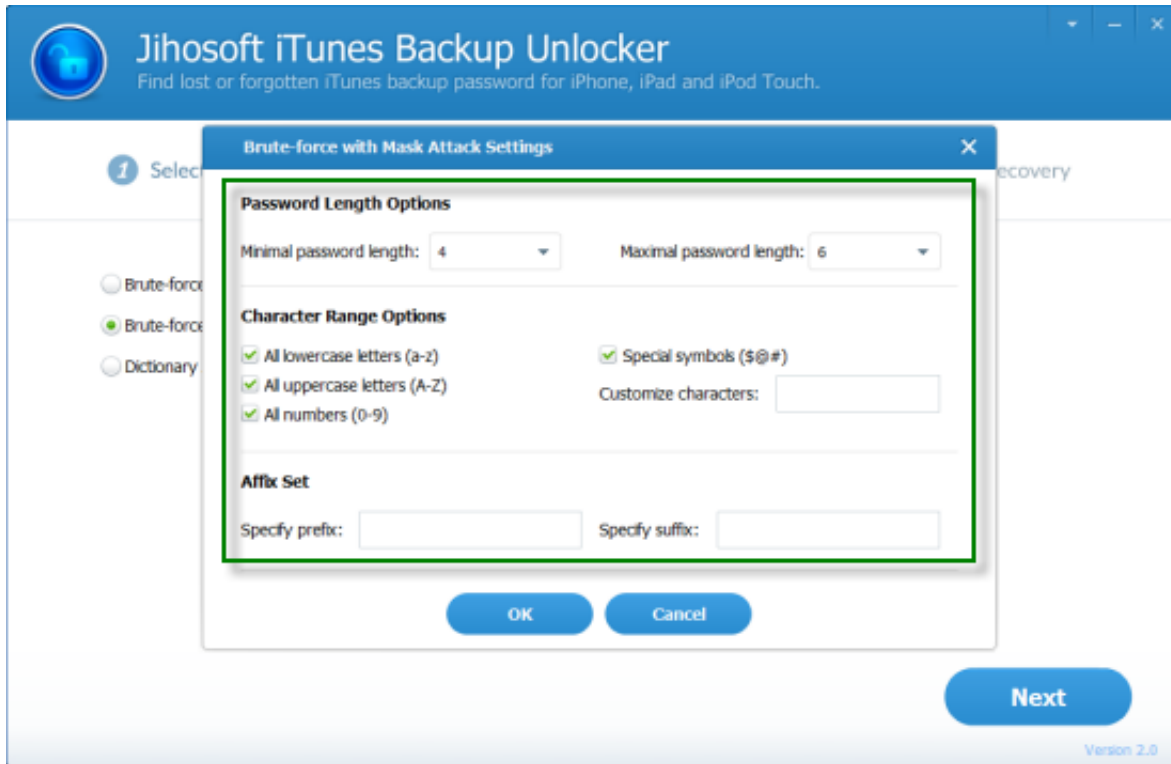 Jihosoft iTunes Backup Unlocker
Find lost or forgotten iTunes backup password for iPhone, iPad and iPod Touch.
Brute-force with Mask Attack Settings
1 Selec
ecovery
Password Length Options
Minimal password length: 4 Maximal password length: 6
Brute-force
Character Range Options
Brute-force
All lowercase letters (a-z) Special symbols ($@#)
Dictionary
All uppercase letters (A-Z) Customize characters:
All numbers (0-9)
Affix Set
Specify prefix: Specify suffix:
OK Cancel
Next
Version 2.0